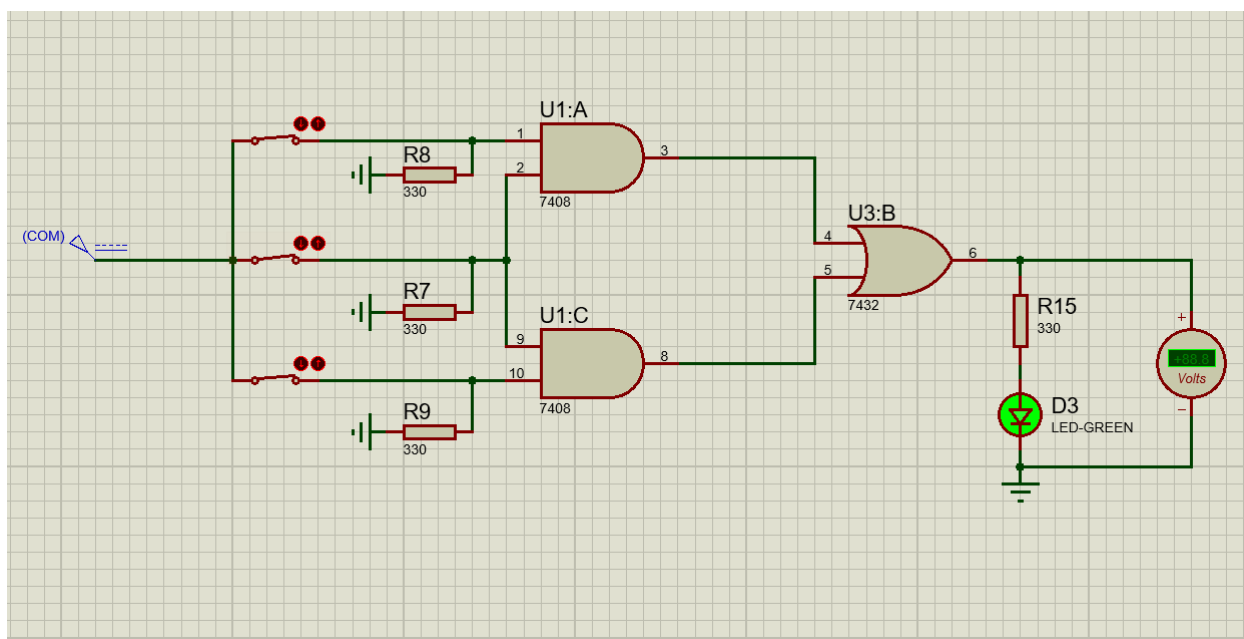 U1:A
1
2
3
7408
R8
330
(COM)
R7
330
U1:C
9
10
8
7408
R9
330
U3:B
4
5
6
7432
R15
330
+88.8
Volts
+
−
D3
LED-GREEN